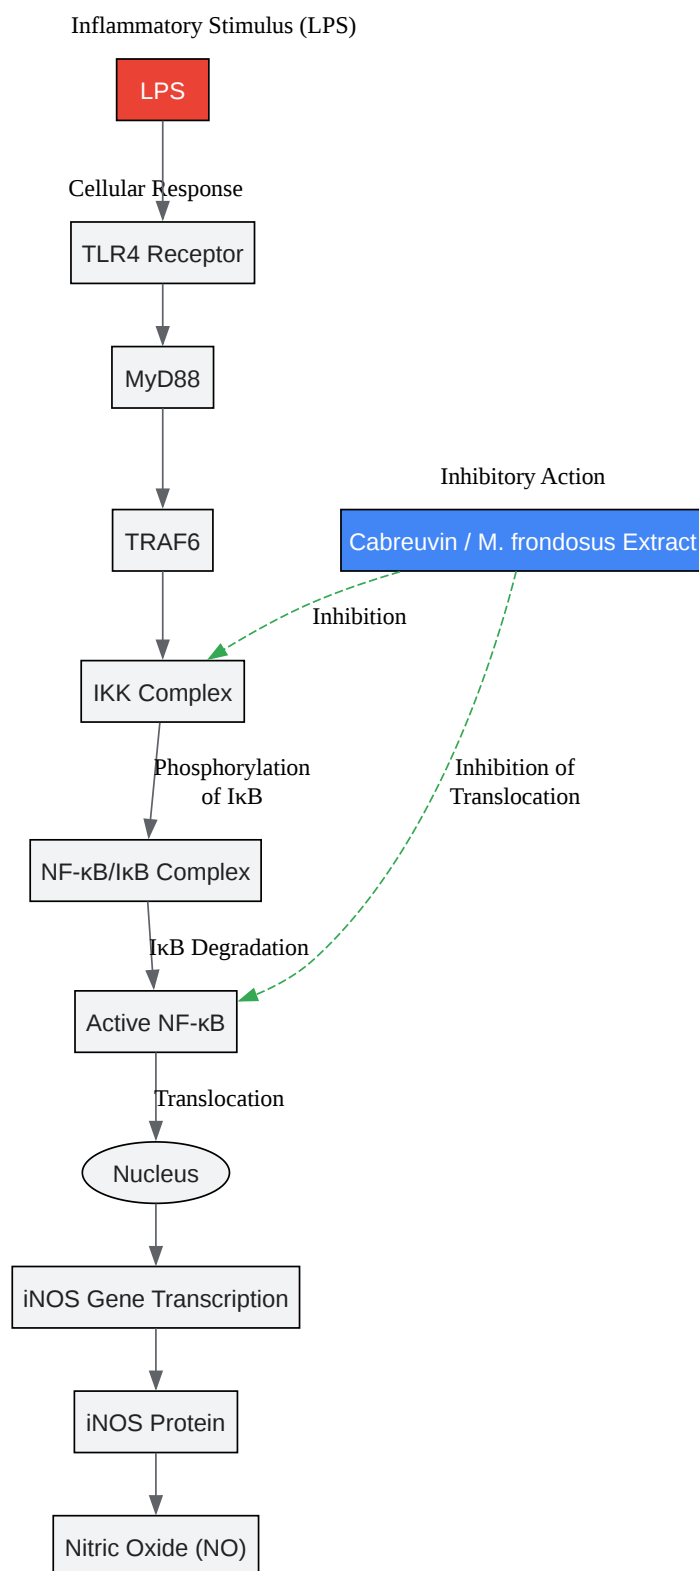 Inflammatory Stimulus (LPS)
LPS
Cellular Response
TLR4 Receptor
MyD88
Inhibitory Action
TRAF6
Cabreuvin / M. frondosus Extract
Inhibition
IKK Complex
Phosphorylation
of IκB
Inhibition of
Translocation
NF-κB/IκB Complex
IκB Degradation
Active NF-κB
Translocation
Nucleus
iNOS Gene Transcription
iNOS Protein
Nitric Oxide (NO)